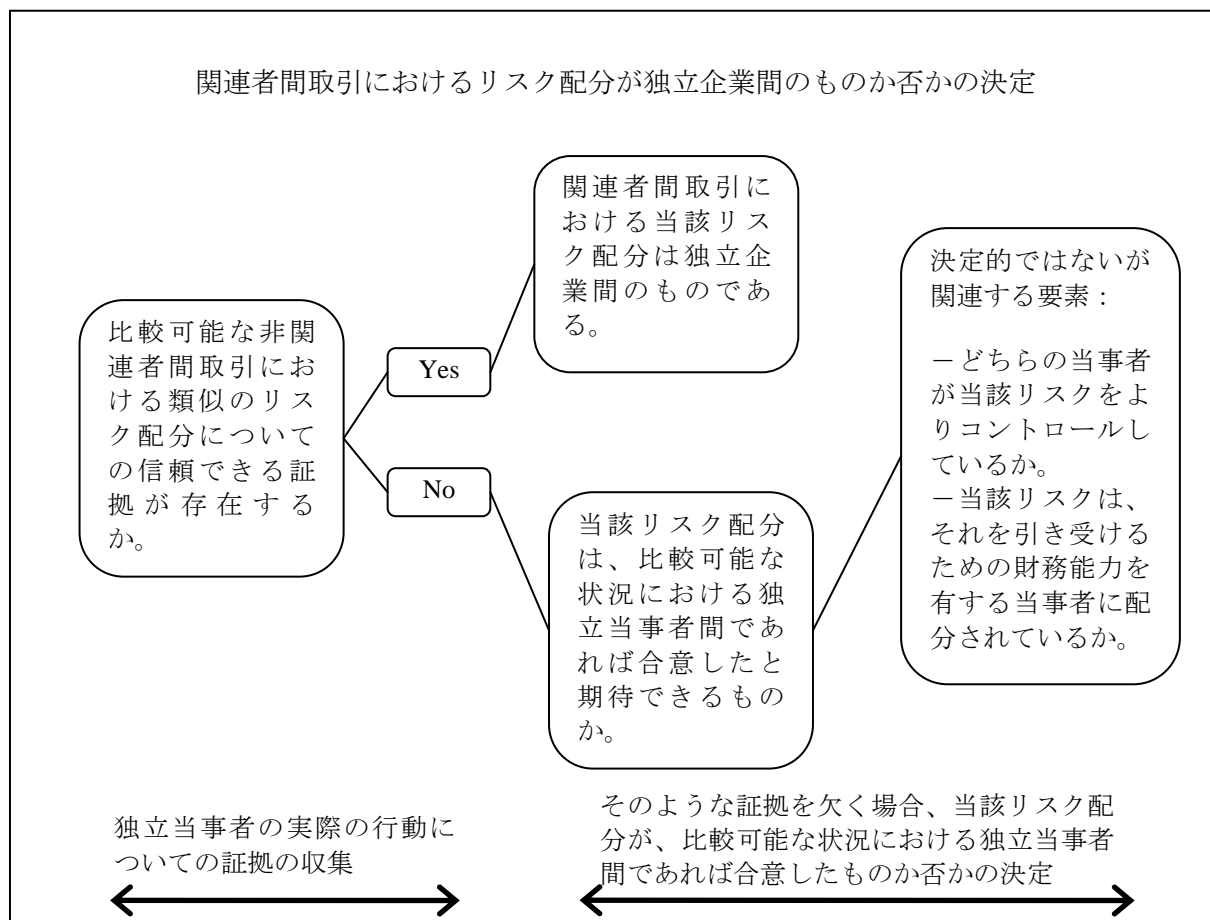 関連者間取引におけるリスク配分が独立企業間のものか否かの決定
比較可能な非関
連者間取引にお
ける類似のリス
ク配分について
の信頼できる証
拠が存在する
か。
Yes
No
関連者間取引に
おける当該リス
ク配分は独立企
業間のものであ
る。
当該リスク配分
は、比較可能な
状況における独
立当事者間であ
れば合意したと
期待できるもの
か。
決定的ではないが
関連する要素：
－どちらの当事者
が当該リスクをよ
りコントロールし
ているか。
－当該リスクは、
それを引き受ける
ための財務能力を
有する当事者に配
分されているか。
独立当事者の実際の行動に
ついての証拠の収集
そのような証拠を欠く場合、当該リスク配
分が、比較可能な状況における独立当事者
間であれば合意したものか否かの決定